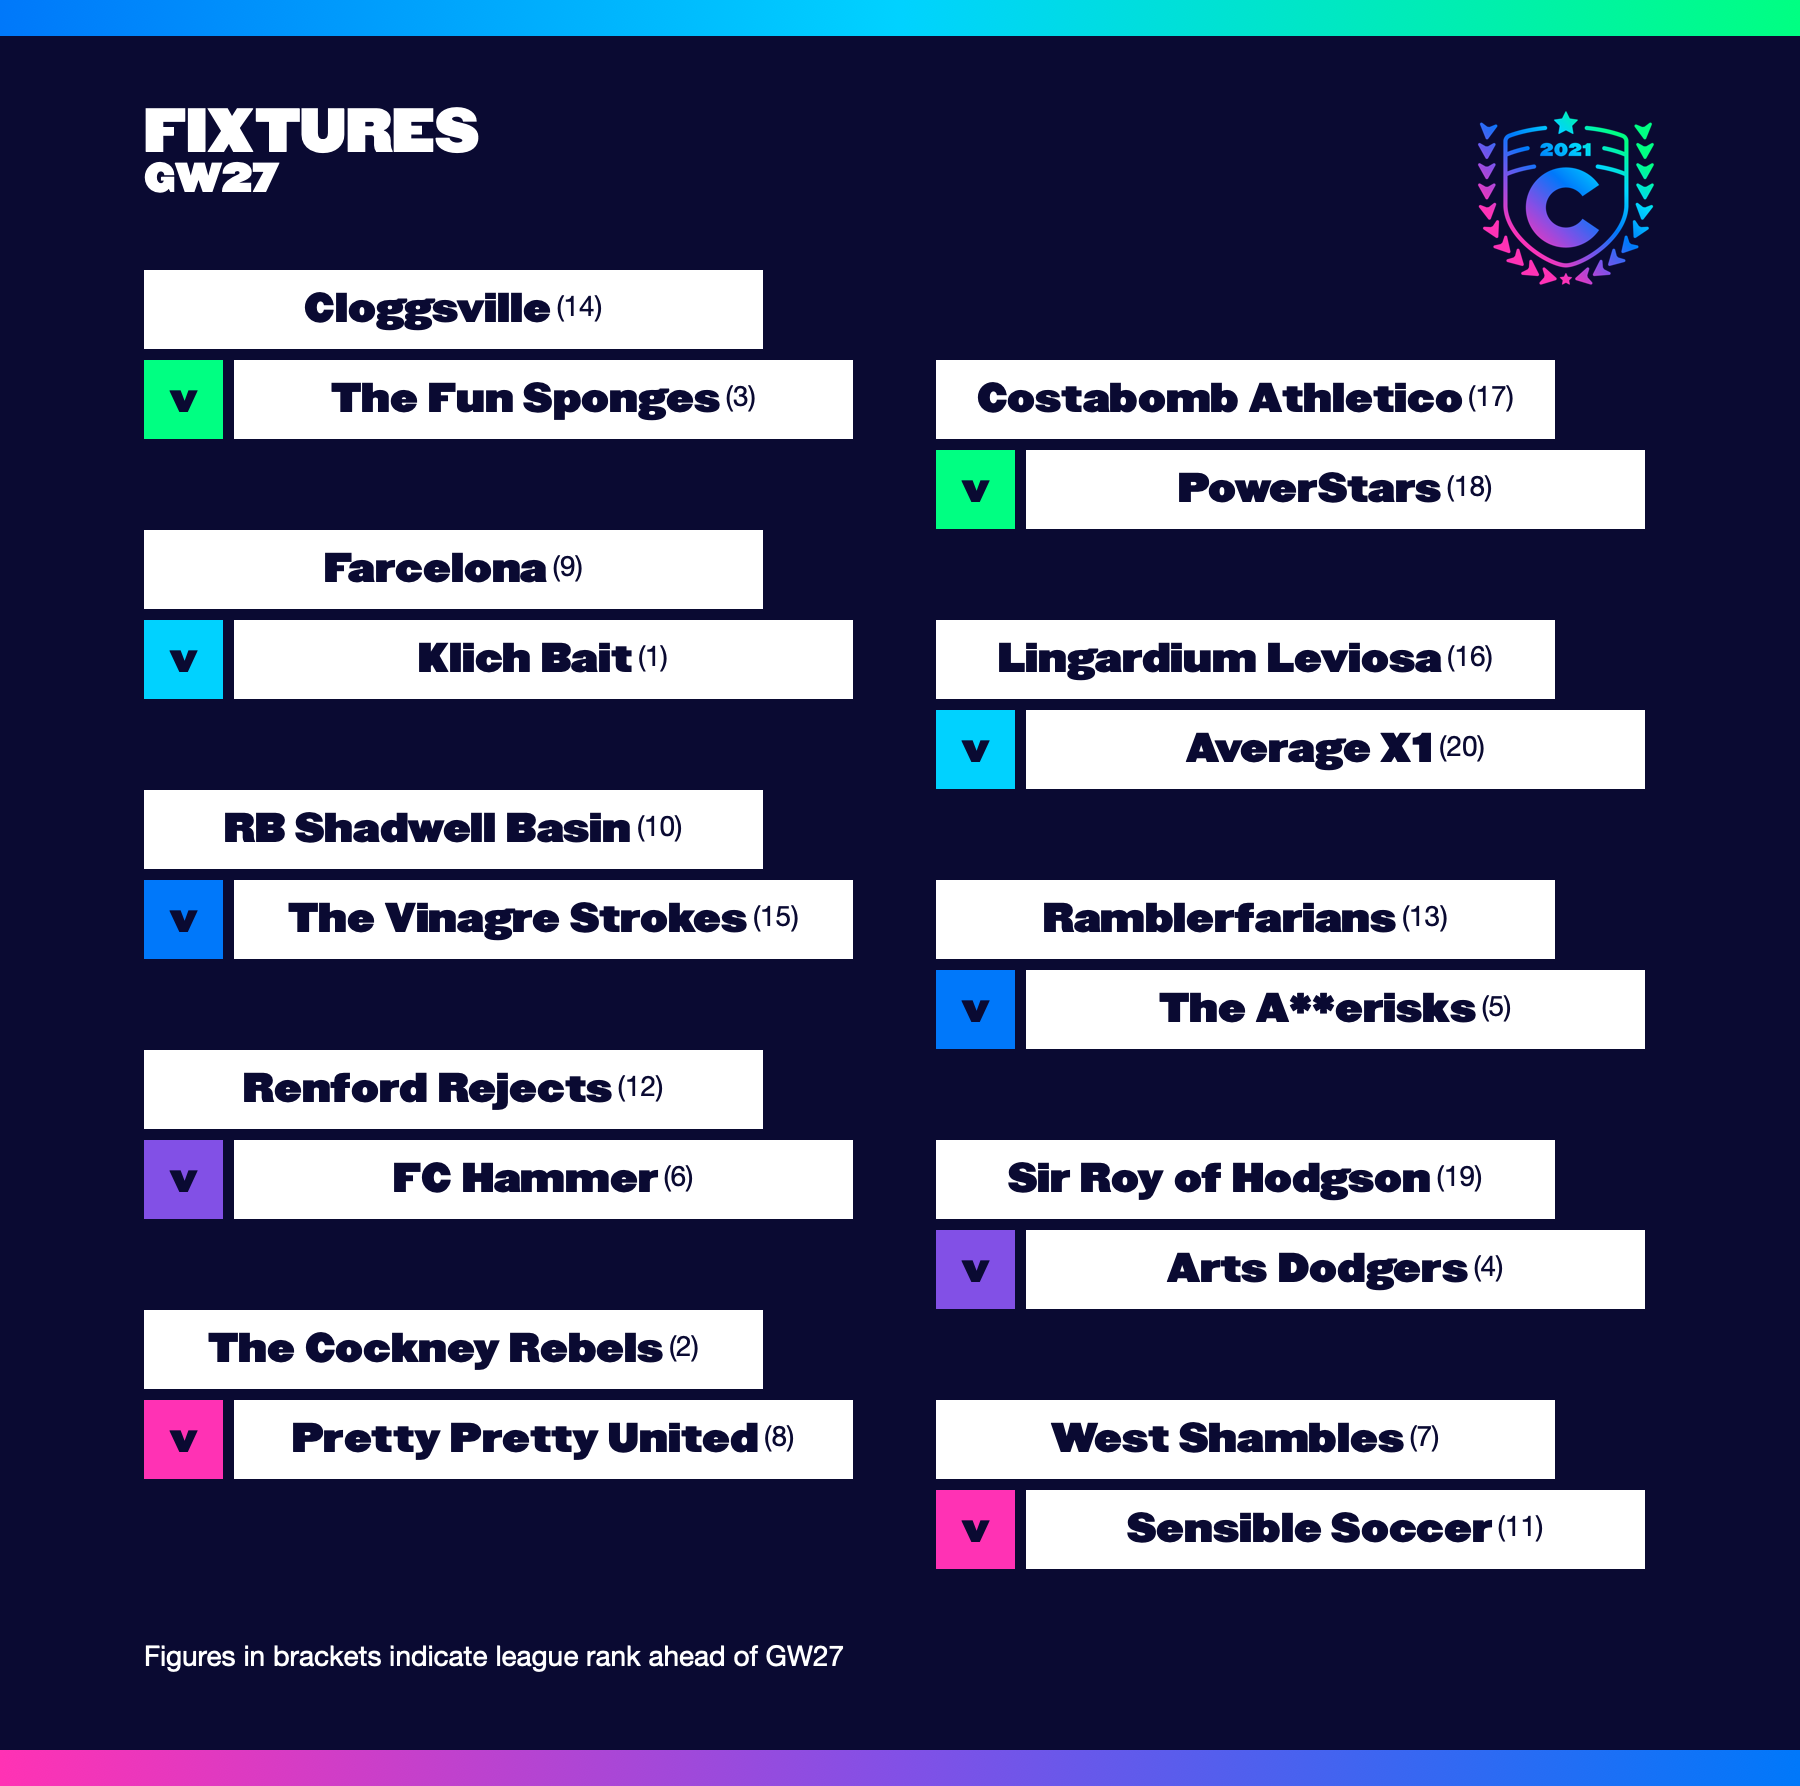 FIXTURES
GW27
2021
C
Cloggsville (14)
v The Fun Sponges (3)
Farcelona (9)
v Klich Bait (1)
RB Shadwell Basin (10)
v The Vinagre Strokes (15)
Renford Rejects (12)
v FC Hammer (6)
The Cockney Rebels (2)
v Pretty Pretty United (8)
Costabomb Athletico (17)
v PowerStars (18)
Lingardium Leviosa (16)
v Average X1 (20)
Ramblerfarians (13)
v The A**erisks (5)
Sir Roy of Hodgson (19)
v Arts Dodgers (4)
West Shambles (7)
v Sensible Soccer (11)
Figures in brackets indicate league rank ahead of GW27